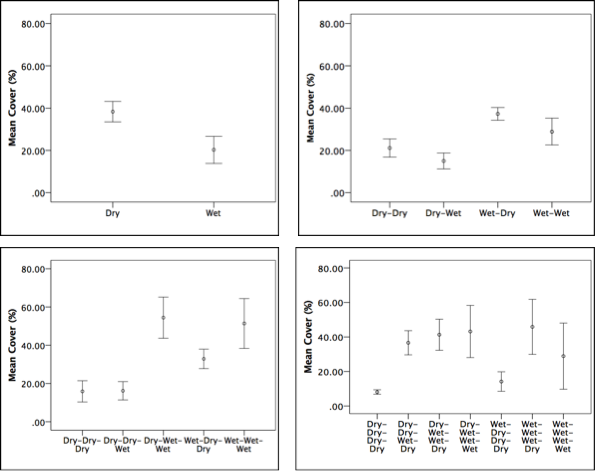 80.00
60.00
40.00
20.00
.00
Mean Cover (%)
Dry Wet
80.00
60.00
40.00
20.00
.00
Mean Cover (%)
Dry-Dry Dry-Wet Wet-Dry Wet-Wet
80.00
60.00
40.00
20.00
.00
Mean Cover (%)
Dry-Dry- Dry-Dry- Dry-Wet- Wet-Dry- Wet-Wet-
Dry Wet Wet Dry Wet
80.00
60.00
40.00
20.00
.00
Mean Cover (%)
Dry- Dry- Dry- Dry- Wet- Wet- Wet-
Dry- Dry- Wet- Wet- Dry- Wet- Wet-
Dry- Wet- Wet- Wet- Dry- Dry- Wet-
Dry Dry Dry Wet Dry Dry Wet